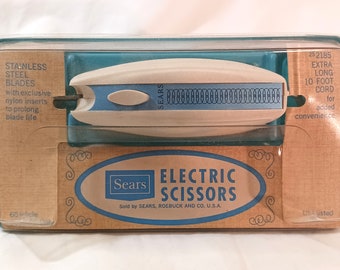 STAINLESS
STEEL
BLADES
with exclusive
nylon inserts
to prolong
blade life
SEARS
2185
EXTRA
LONG
10 FOOT
CORD
for
added
convenience
Sears
ELECTRIC
SCISSORS
Sold by SEARS, ROEBUCK AND CO. U.S.A.